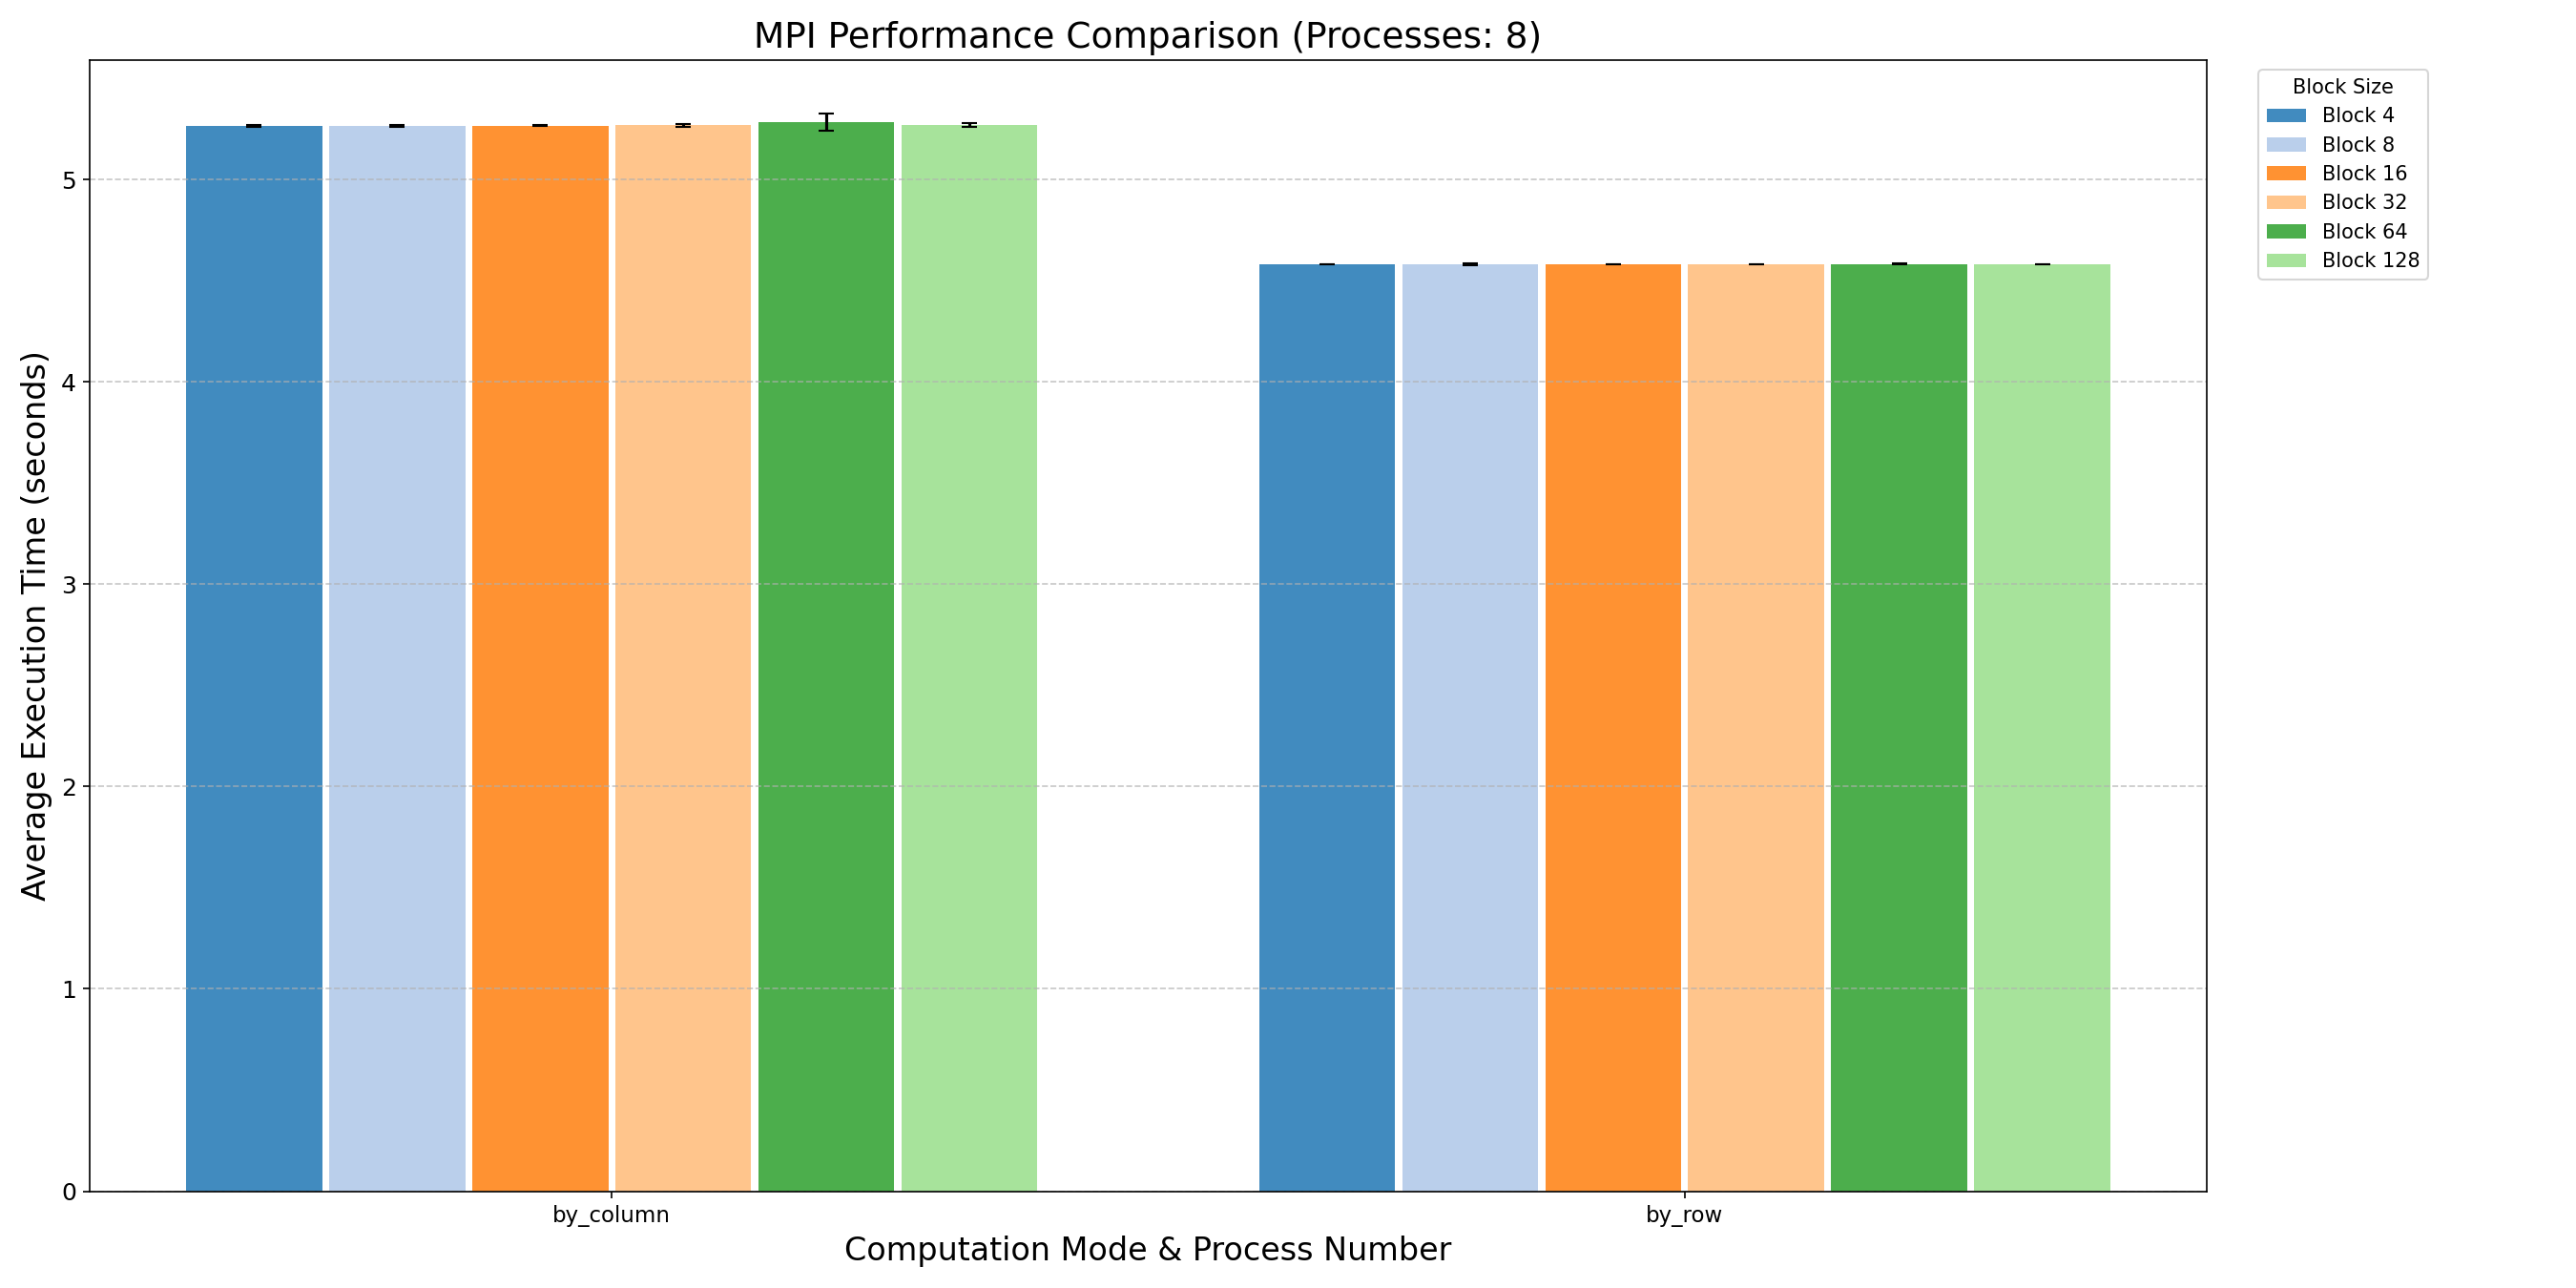 MPI Performance Comparison (Processes: 8)
Block Size
Block 4
Block 8
Block 16
Block 32
Block 64
Block 128
Average Execution Time (seconds)
5
4
3
2
1
0
by_column
by_row
Computation Mode & Process Number